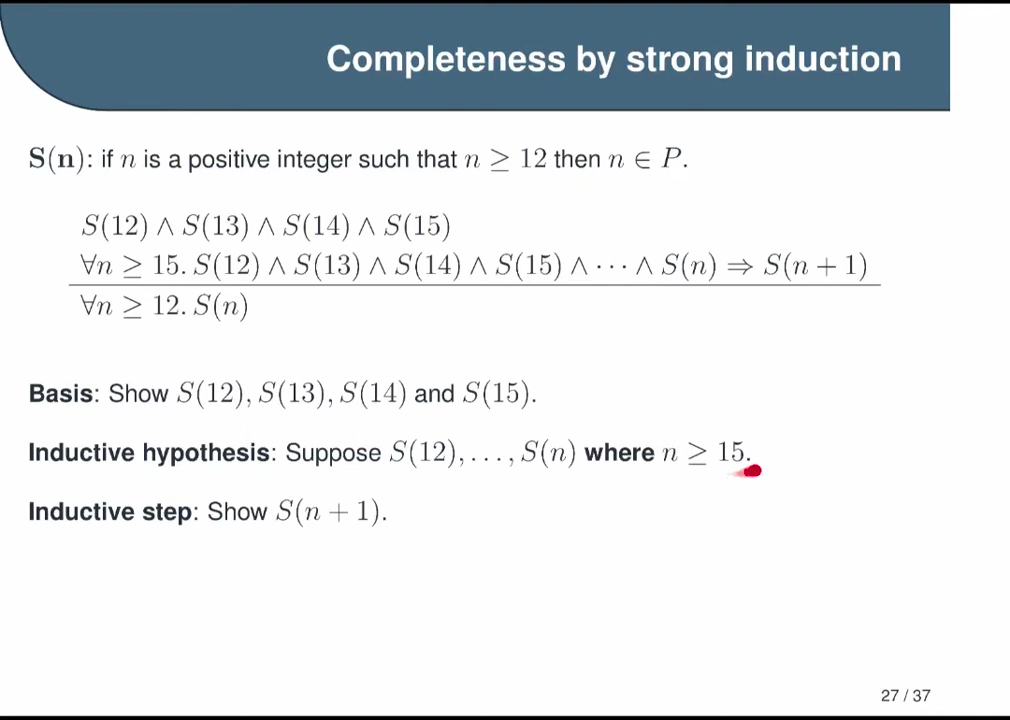 Completeness by strong induction
S(n): if n is a positive integer such that n ≥ 12 then n ∈ P.
S(12) ∧ S(13) ∧ S(14) ∧ S(15)
∀n ≥ 15. S(12) ∧ S(13) ∧ S(14) ∧ S(15) ∧ ⋯ ∧ S(n) ⇒ S(n + 1)
∀n ≥ 12. S(n)
Basis: Show S(12), S(13), S(14) and S(15).
Inductive hypothesis: Suppose S(12), . . . , S(n) where n ≥ 15.
Inductive step: Show S(n + 1).
27 / 37